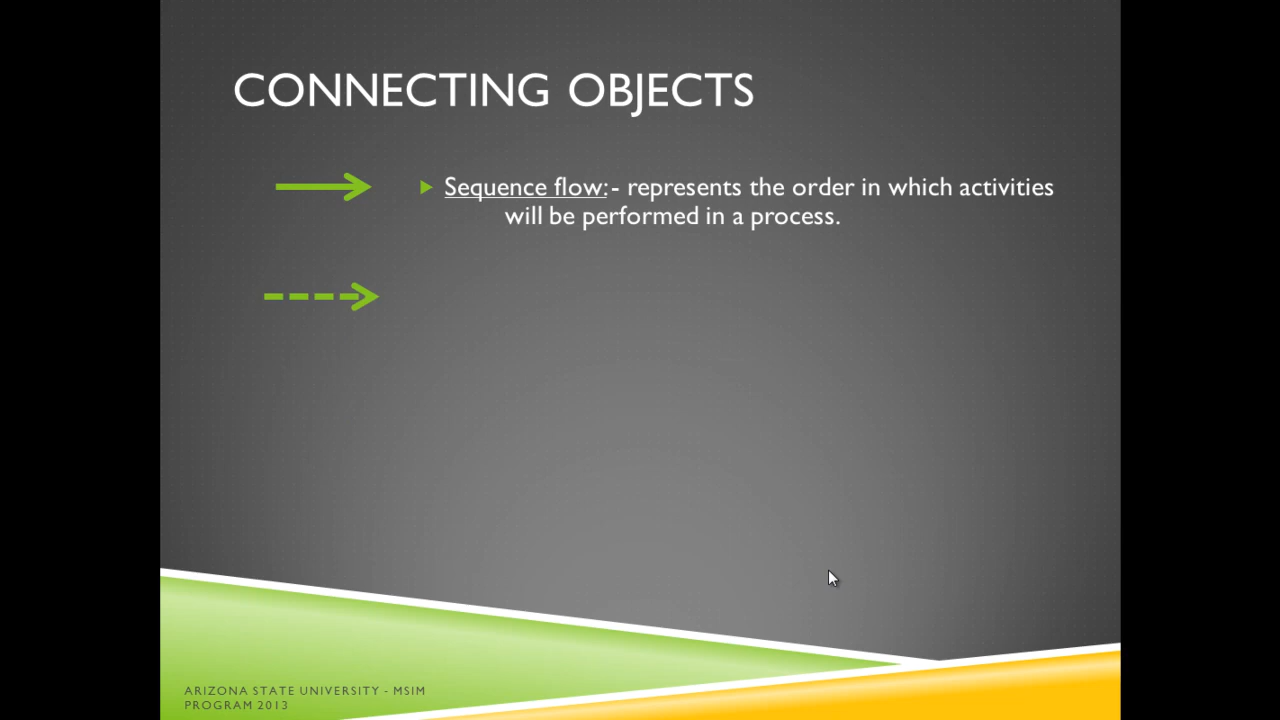 CONNECTING OBJECTS
Sequence flow:- represents the order in which activities
will be performed in a process.
ARIZONA STATE UNIVERSITY - MSIM
PROGRAM 2013